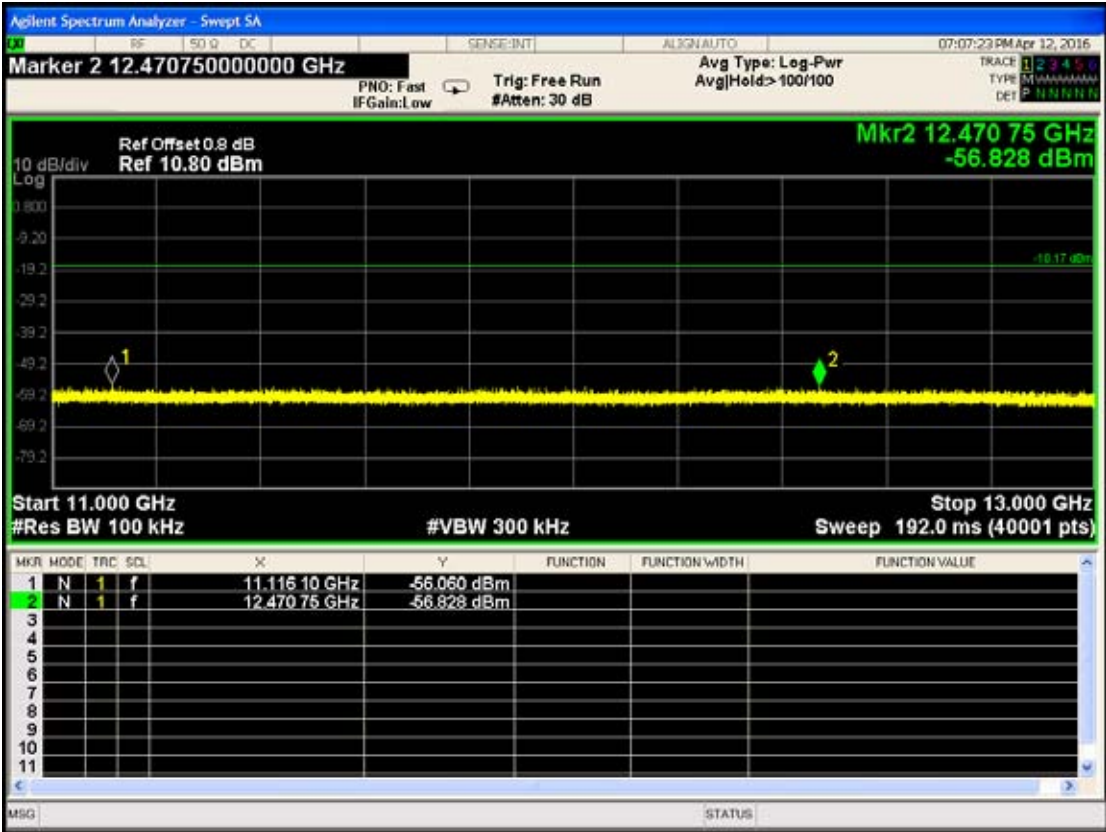 Agilent Spectrum Analyzer - Swept SA
RF 50 Ω DC SENSE:INT ALIGN AUTO 07:07:23 PM Apr 12, 2016
Marker 2 12.470750000000 GHz
PNO: Fast
IFGain:Low
Trig: Free Run
#Atten: 30 dB
Avg Type: Log-Pwr
Avg|Hold:> 100/100
TRACE 1 2 3 4 5 6
TYPE M
DET P N N N N N
Mkr2 12.470 75 GHz
-56.828 dBm
Ref Offset 0.8 dB
10 dB/div Ref 10.80 dBm
Log
0.800
-9.20
-19.2
-29.2
-39.2
-49.2
-59.2
-69.2
-79.2
1
2
Start 11.000 GHz Stop 13.000 GHz
#Res BW 100 kHz #VBW 300 kHz Sweep 192.0 ms (40001 pts)
MKR MODE TRC SCL X Y FUNCTION FUNCTION WIDTH FUNCTION VALUE
1 N 1 f 11.116 10 GHz -56.060 dBm
2 N 1 f 12.470 75 GHz -56.828 dBm
3
4
5
6
7
8
9
10
11
MSG STATUS